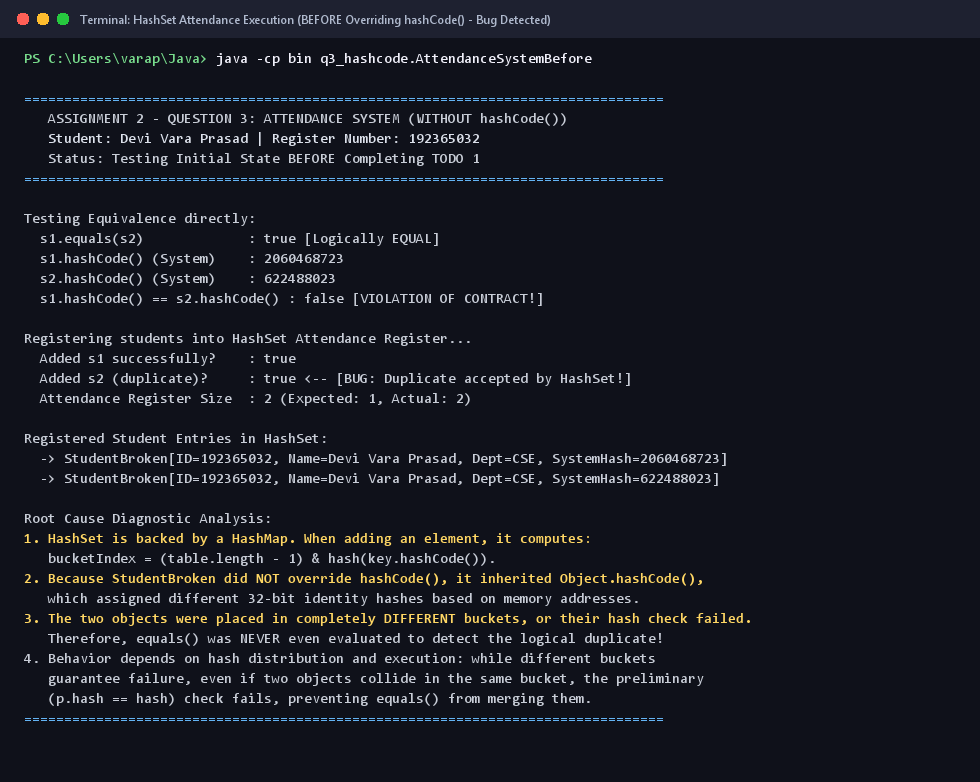 Terminal: HashSet Attendance Execution (BEFORE Overriding hashCode() - Bug Detected)
PS C:\Users\varap\Java> java -cp bin q3_hashcode.AttendanceSystemBefore
================================================================================
ASSIGNMENT 2 - QUESTION 3: ATTENDANCE SYSTEM (WITHOUT hashCode())
Student: Devi Vara Prasad | Register Number: 192365032
Status: Testing Initial State BEFORE Completing TODO 1
================================================================================
Testing Equivalence directly:
s1.equals(s2)             : true [Logically EQUAL]
s1.hashCode() (System)    : 2060468723
s2.hashCode() (System)    : 622488023
s1.hashCode() == s2.hashCode() : false [VIOLATION OF CONTRACT!]
Registering students into HashSet Attendance Register...
Added s1 successfully?    : true
Added s2 (duplicate)?     : true <-- [BUG: Duplicate accepted by HashSet!]
Attendance Register Size  : 2 (Expected: 1, Actual: 2)
Registered Student Entries in HashSet:
-> StudentBroken[ID=192365032, Name=Devi Vara Prasad, Dept=CSE, SystemHash=2060468723]
-> StudentBroken[ID=192365032, Name=Devi Vara Prasad, Dept=CSE, SystemHash=622488023]
Root Cause Diagnostic Analysis:
1. HashSet is backed by a HashMap. When adding an element, it computes:
bucketIndex = (table.length - 1) & hash(key.hashCode()).
2. Because StudentBroken did NOT override hashCode(), it inherited Object.hashCode(),
which assigned different 32-bit identity hashes based on memory addresses.
3. The two objects were placed in completely DIFFERENT buckets, or their hash check failed.
Therefore, equals() was NEVER even evaluated to detect the logical duplicate!
4. Behavior depends on hash distribution and execution: while different buckets
guarantee failure, even if two objects collide in the same bucket, the preliminary
(p.hash == hash) check fails, preventing equals() from merging them.
================================================================================